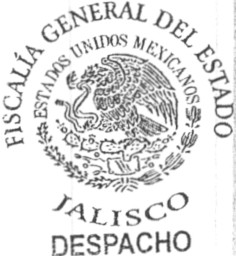 FISCALÍA GENERAL DEL ESTADO
ESTADOS UNIDOS MEXICANOS
JALISCO
DESPACHO